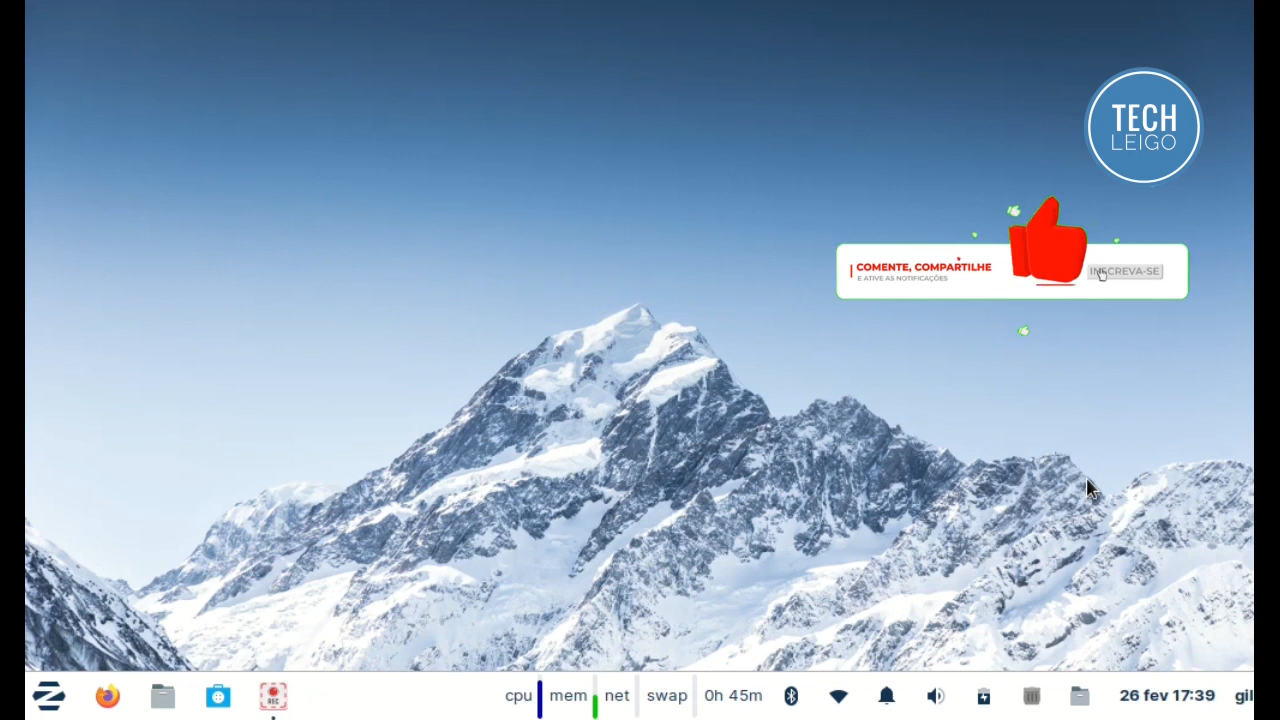 TECH
LEIGO
COMENTE, COMPARTILHE
E ATIVE AS NOTIFICAÇÕES
INSCREVA-SE
REC
cpu mem net swap 0h 45m 26 fev 17:39 gil